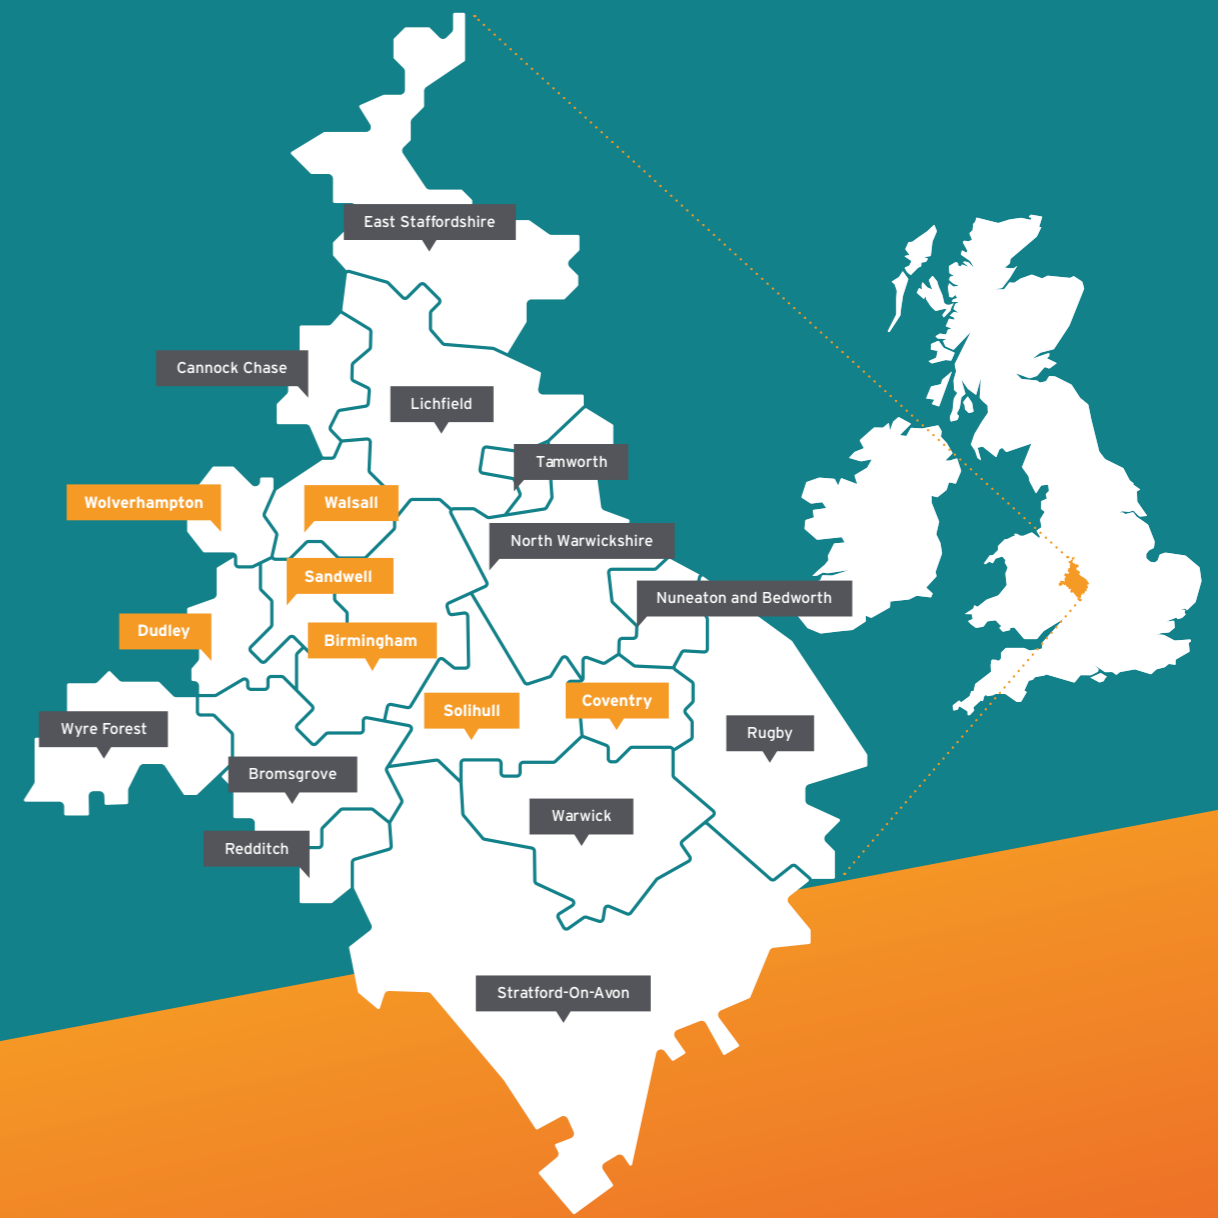 East Staffordshire
Cannock Chase
Lichfield
Tamworth
Wolverhampton
Walsall
North Warwickshire
Sandwell
Nuneaton and Bedworth
Dudley
Birmingham
Coventry
Solihull
Wyre Forest
Rugby
Bromsgrove
Warwick
Redditch
Stratford-On-Avon